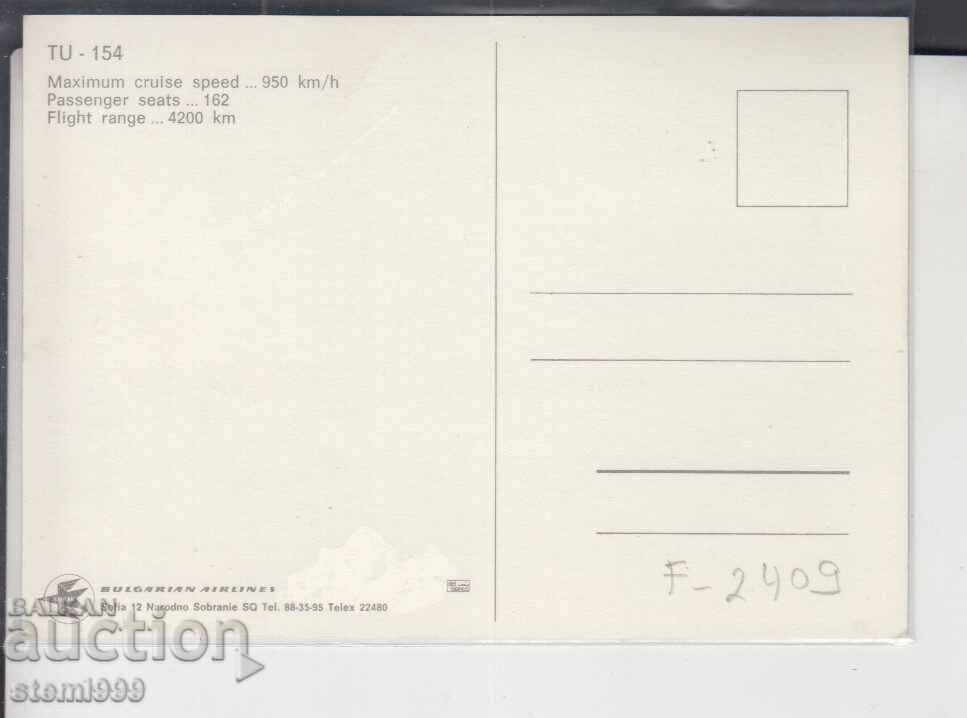 TU - 154
Maximum cruise speed ... 950 km/h
Passenger seats ... 162
Flight range ... 4200 km
BULGARIAN AIRLINES
Sofia 12 Narodno Sobranie SQ Tel. 88-35-95 Telex 22480
F-2409
BALKAN
auction
stemi999